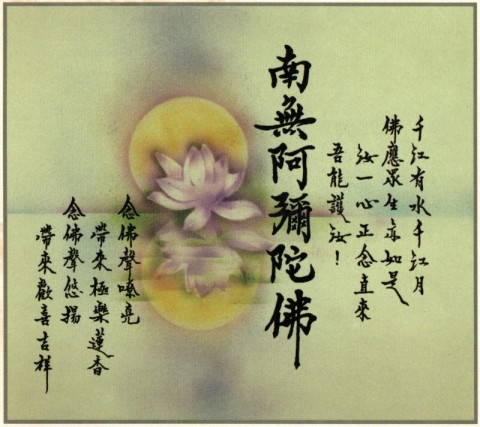 千江有水千江月
佛應眾生亦如是
汝一心正念直來
吾能護汝！
南無阿彌陀佛
念佛聲嘹亮
帶來極樂蓮香
念佛聲悠揚
帶來歡喜吉祥